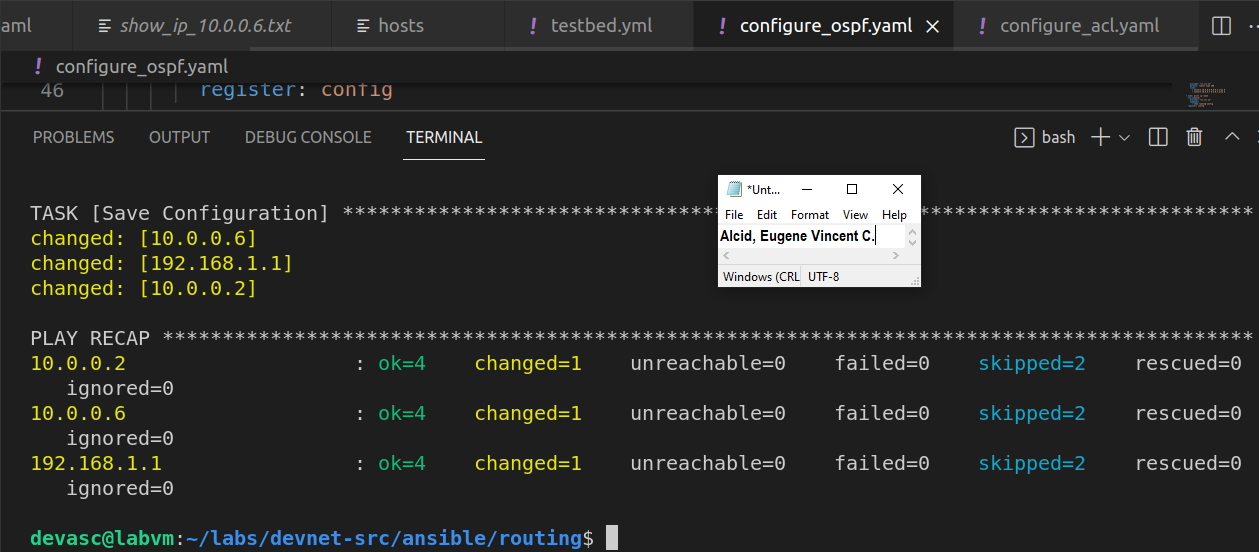 aml
show_ip_10.0.0.6.txt
hosts
! testbed.yml
! configure_ospf.yaml
! configure_acl.yaml
! configure_ospf.yaml
46 register: config
PROBLEMS OUTPUT DEBUG CONSOLE TERMINAL
bash
TASK [Save Configuration] ****************************************************************************
changed: [10.0.0.6]
changed: [192.168.1.1]
changed: [10.0.0.2]
*Unt...
File Edit Format View Help
Alcid, Eugene Vincent C.
Windows (CRL UTF-8
PLAY RECAP *******************************************************************************************
10.0.0.2 : ok=4 changed=1 unreachable=0 failed=0 skipped=2 rescued=0
ignored=0
10.0.0.6 : ok=4 changed=1 unreachable=0 failed=0 skipped=2 rescued=0
ignored=0
192.168.1.1 : ok=4 changed=1 unreachable=0 failed=0 skipped=2 rescued=0
ignored=0
devasc@labvm:~/labs/devnet-src/ansible/routing$